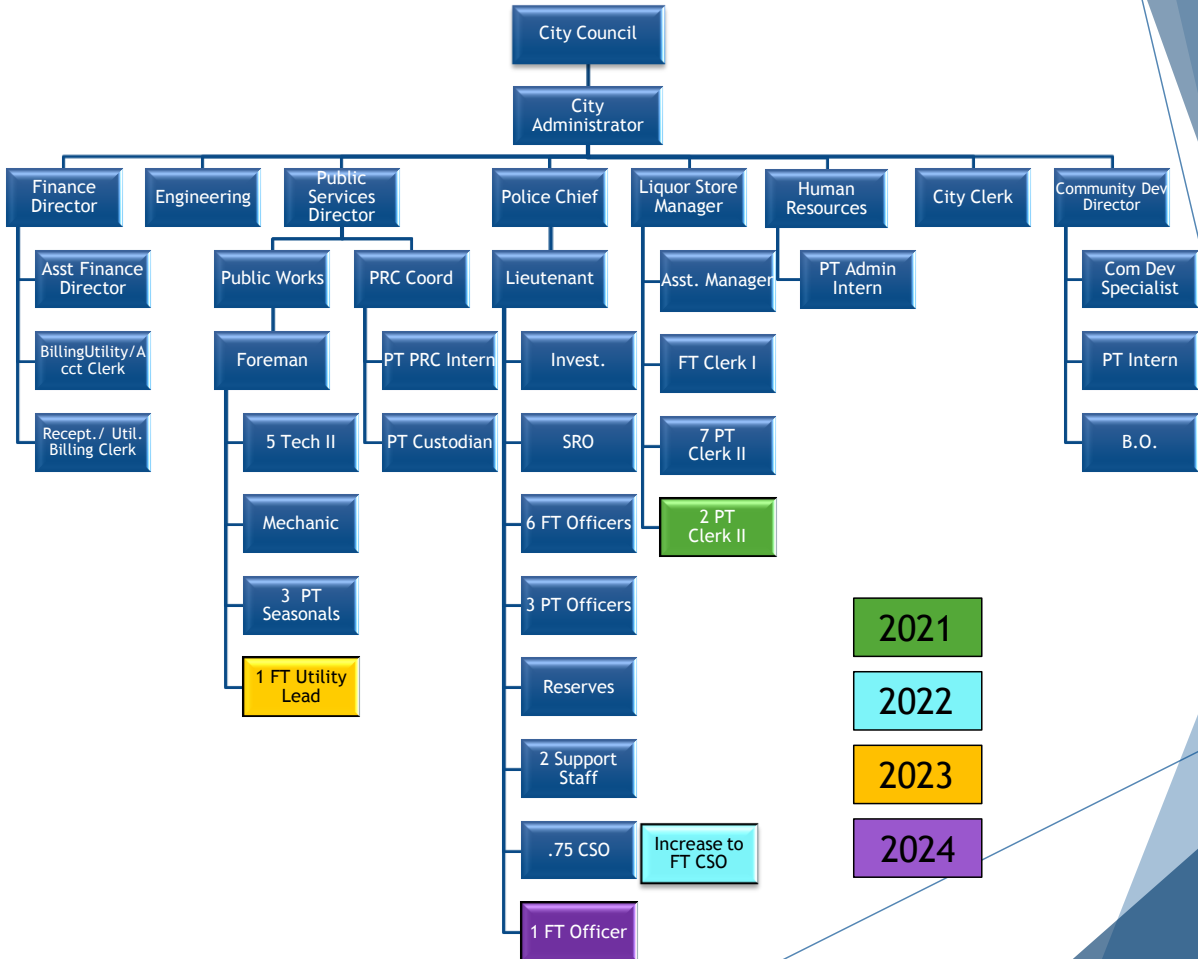 City Council
City
Administrator
Finance
Director
Engineering
Public
Services
Director
Police Chief
Liquor Store
Manager
Human
Resources
City Clerk
Community Dev
Director
Asst Finance
Director
BillingUtility/A
cct Clerk
Recept./ Util.
Billing Clerk
Public Works
Foreman
5 Tech II
Mechanic
3 PT
Seasonals
1 FT Utility
Lead
PRC Coord
PT PRC Intern
PT Custodian
Lieutenant
Invest.
SRO
6 FT Officers
3 PT Officers
Reserves
2 Support
Staff
.75 CSO
Increase to
FT CSO
1 FT Officer
Asst. Manager
FT Clerk I
7 PT
Clerk II
2 PT
Clerk II
PT Admin
Intern
Com Dev
Specialist
PT Intern
B.O.
2021
2022
2023
2024